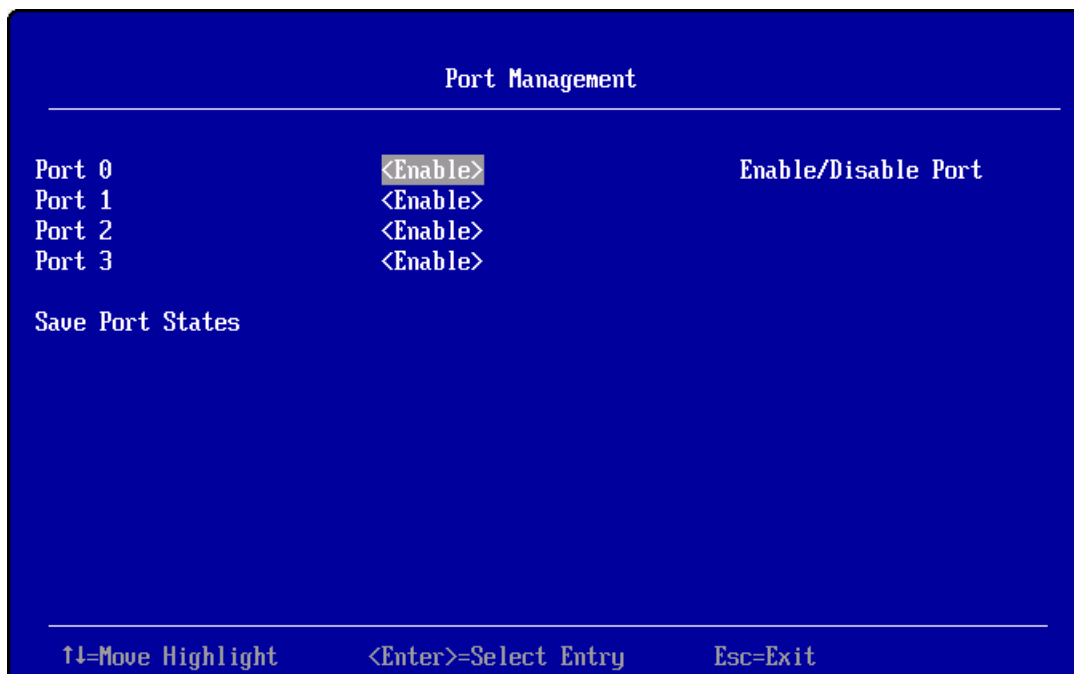 Port Management
Port 0 <Enable> Enable/Disable Port
Port 1 <Enable>
Port 2 <Enable>
Port 3 <Enable>
Save Port States
↑↓=Move Highlight <Enter>=Select Entry Esc=Exit